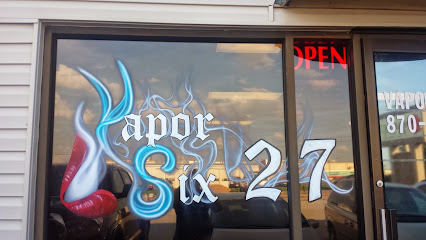 OPEN
Vapor
Six 27
VAPO
870-